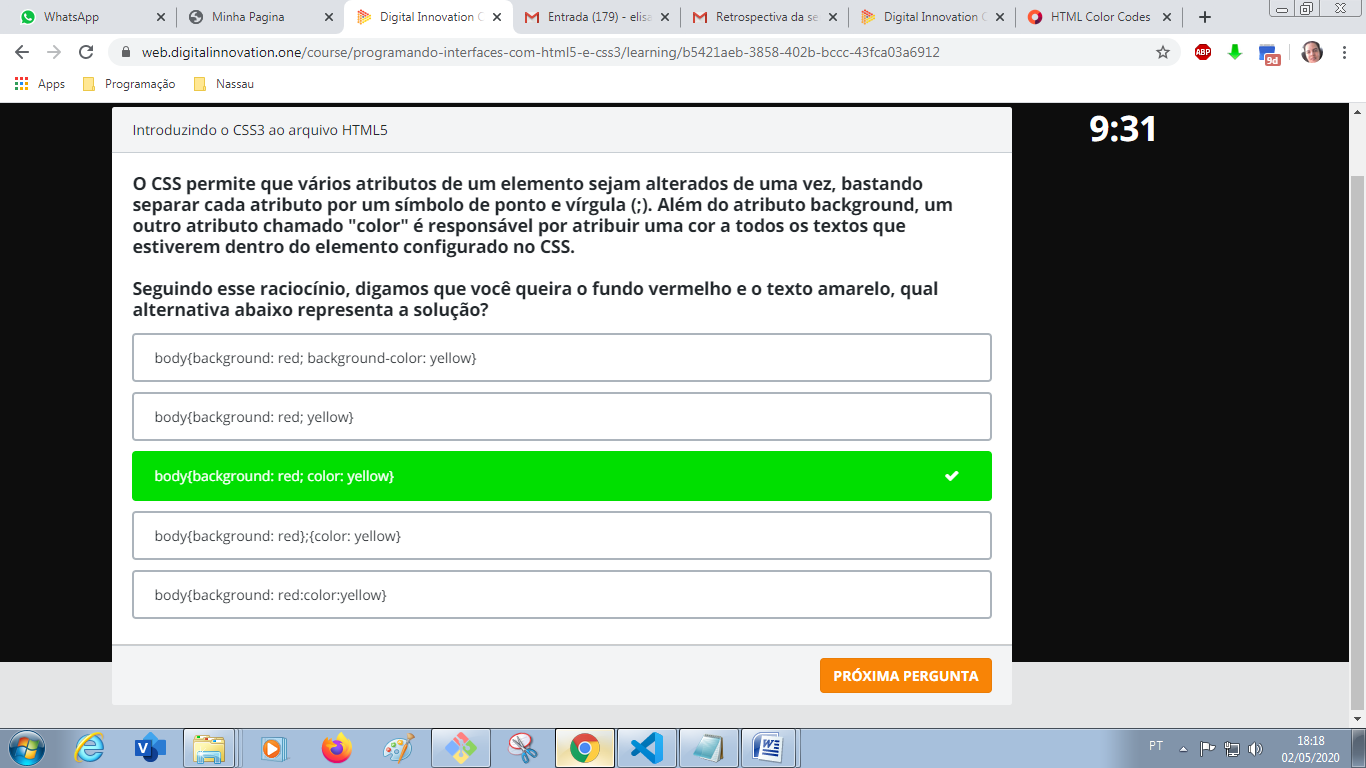 WhatsApp
Minha Pagina
Digital Innovation
Entrada (179) - elisa
Retrospectiva da se
Digital Innovation
HTML Color Codes
web.digitalinnovation.one/course/programando-interfaces-com-html5-e-css3/learning/b5421aeb-3858-402b-bccc-43fca03a6912
ABP
9d
Apps
Programação
Nassau
Introduzindo o CSS3 ao arquivo HTML5
9:31
O CSS permite que vários atributos de um elemento sejam alterados de uma vez, bastando
separar cada atributo por um símbolo de ponto e vírgula (;). Além do atributo background, um
outro atributo chamado "color" é responsável por atribuir uma cor a todos os textos que
estiverem dentro do elemento configurado no CSS.
Seguindo esse raciocínio, digamos que você queira o fundo vermelho e o texto amarelo, qual
alternativa abaixo representa a solução?
body{background: red; background-color: yellow}
body{background: red; yellow}
body{background: red; color: yellow}
body{background: red};{color: yellow}
body{background: red:color:yellow}
PRÓXIMA PERGUNTA
PT
18:18
02/05/2020